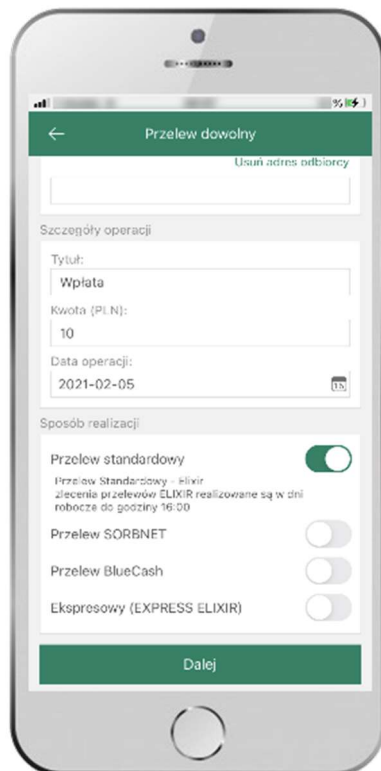 Przelew dowolny
Usuń adres odbiorcy
Szczegóły operacji
Tytuł:
Wpłata
Kwota (PLN):
10
Data operacji:
2021-02-05
Sposób realizacji
Przelew standardowy
Przelew Standardowy - Elixir
zlecenia przelewów ELIXIR realizowane są w dni
robocze do godziny 16:00
Przelew SORBNET
Przelew BlueCash
Ekspresowy (EXPRESS ELIXIR)
Dalej